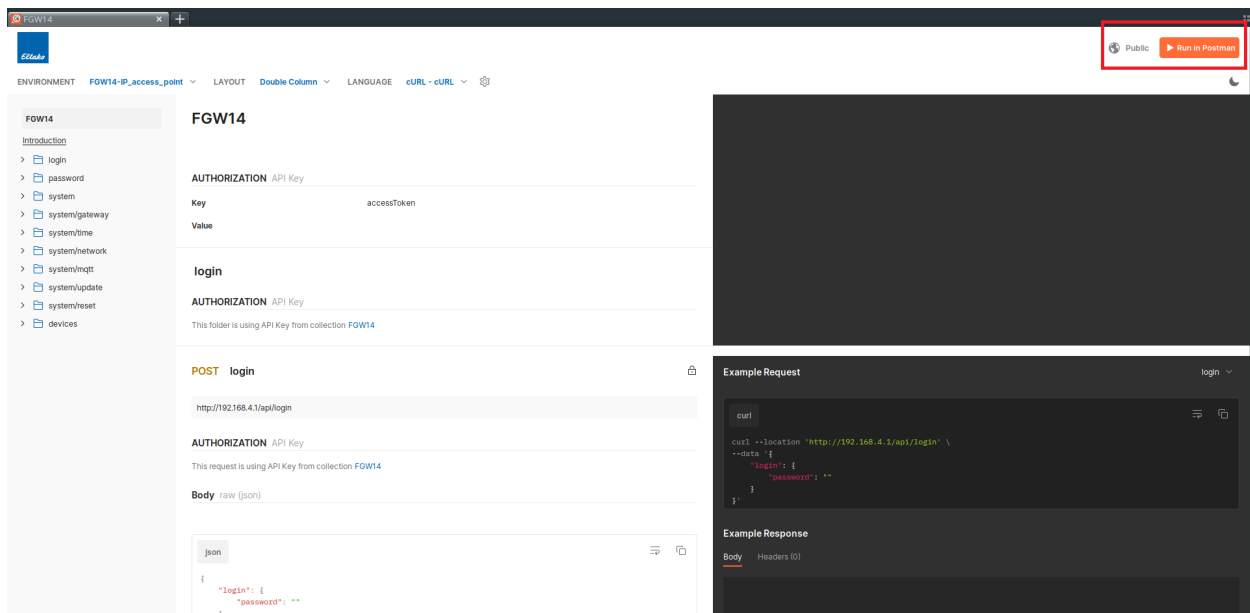 FGW14
Eltako
Public
Run in Postman
ENVIRONMENT FGW14-IP_access_point LAYOUT Double Column LANGUAGE cURL - cURL
FGW14
Introduction
login
password
system
system/gateway
system/time
system/network
system/mqtt
system/update
system/reset
devices
FGW14
AUTHORIZATION API Key
Key accessToken
Value
login
AUTHORIZATION API Key
This folder is using API Key from collection FGW14
POST login
http://192.168.4.1/api/login
AUTHORIZATION API Key
This request is using API Key from collection FGW14
Body raw (json)
json
{
"login": {
"password": ""
Example Request login
curl
curl --location 'http://192.168.4.1/api/login' \
--data '{
"login": {
"password": ""
}
}'
Example Response
Body Headers (0)